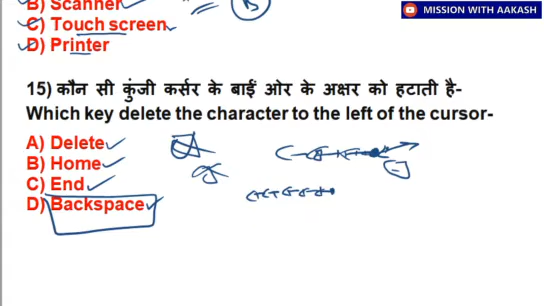 MISSION WITH AAKASH
B) Scanner
B
C) Touch screen
D) Printer
15) कौन सी कुंजी कर्सर के बाईं ओर के अक्षर को हटाती है-
Which key delete the character to the left of the cursor-
A) Delete
B) Home
C) End
D) Backspace